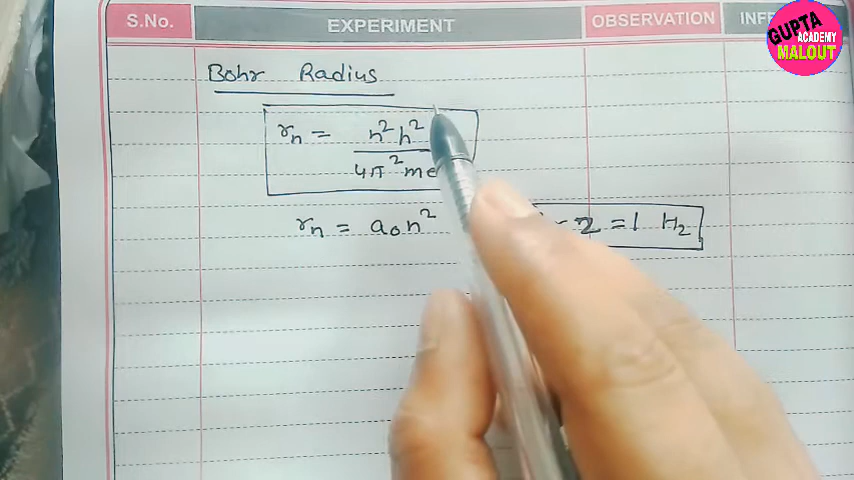 S.No. EXPERIMENT OBSERVATION
GUPTA
ACADEMY
MALOUT
Bohr Radius
rₙ = n²h²
4π²me
rₙ = a₀n²
- z = 1 H₂